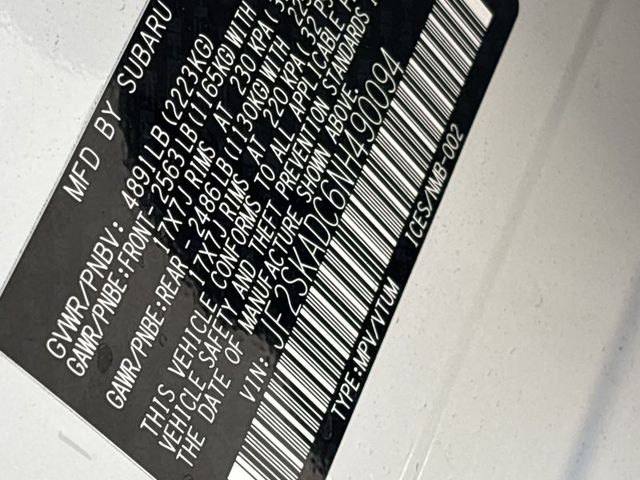 MFD BY SUBARU
GVWR/PNBV: 4891LB(2223KG)
GAWR/PNBE:FRONT- 2563LB(1165KG)WITH
17X7J RIMS AT 230 KPA(
GAWR/PNBE:REAR - 2486LB(1130KG)WITH
17X7J RIMS AT 220 KPA( 32 PS
THIS VEHICLE CONFORMS TO ALL APPLICABLE
VEHICLE SAFETY AND THEFT PREVENTION STANDARDS
THE DATE OF MANUFACTURE SHOWN ABOVE.
VIN: JF2SKADC6NH490094
TYPE:MPV/VTUM ICES/NMB-002